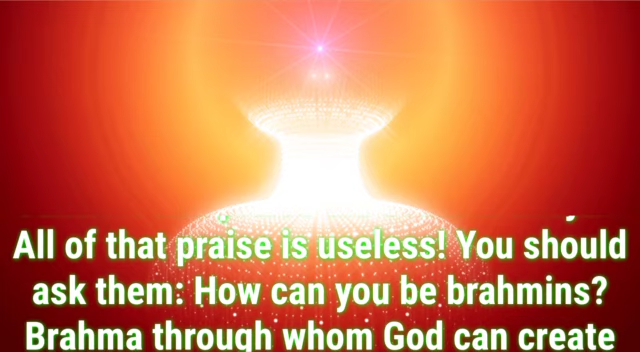 All of that praise is useless! You should
ask them: How can you be brahmins?
Brahma through whom God can create